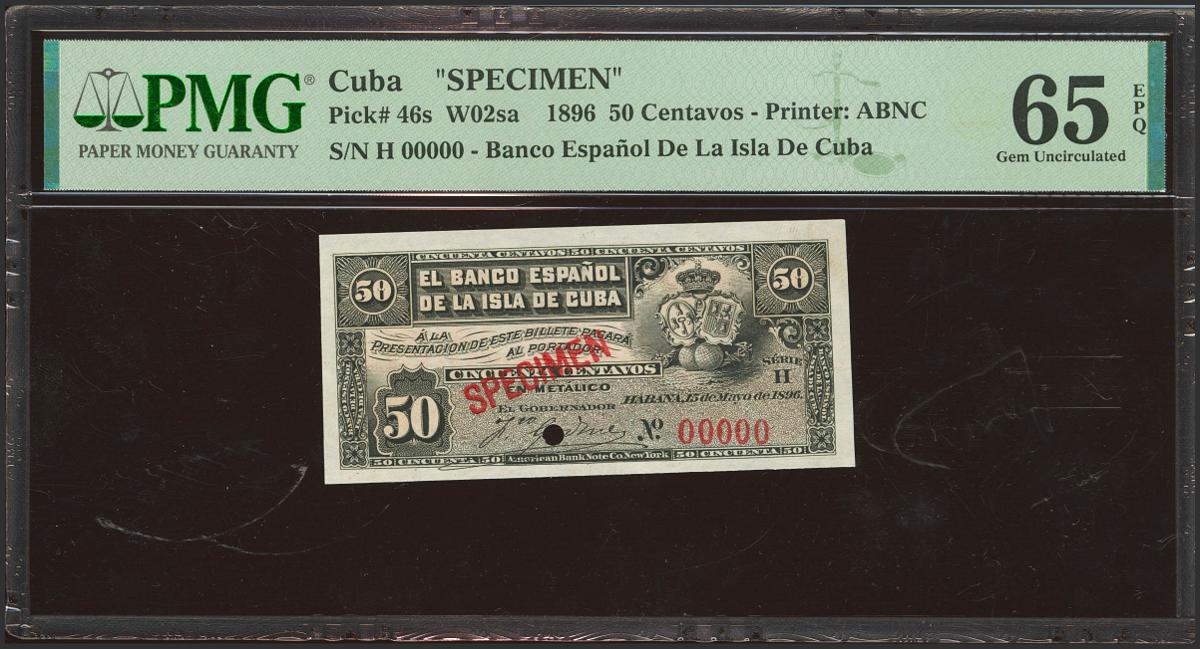 PMG®
PAPER MONEY GUARANTY
Cuba "SPECIMEN"
Pick# 46s W02sa 1896 50 Centavos - Printer: ABNC
S/N H 00000 - Banco Español De La Isla De Cuba
65
EPQ
Gem Uncirculated
CINCUENTA CENTAVOS 50 CINCUENTA CENTAVOS
50
EL BANCO ESPAÑOL
DE LA ISLA DE CUBA
50
Á LA
PRESENTACION DE ESTE BILLETE PAGARÁ
AL PORTADOR
SPECIMEN
CINCUENTA CENTAVOS
EN METÁLICO
SÉRIE
H
HABANA, 15 de Mayo de 1896.
EL GOBERNADOR
50
Nº 00000
50 CINCUENTA 50 American Bank Note Co. New York 50 CINCUENTA 50